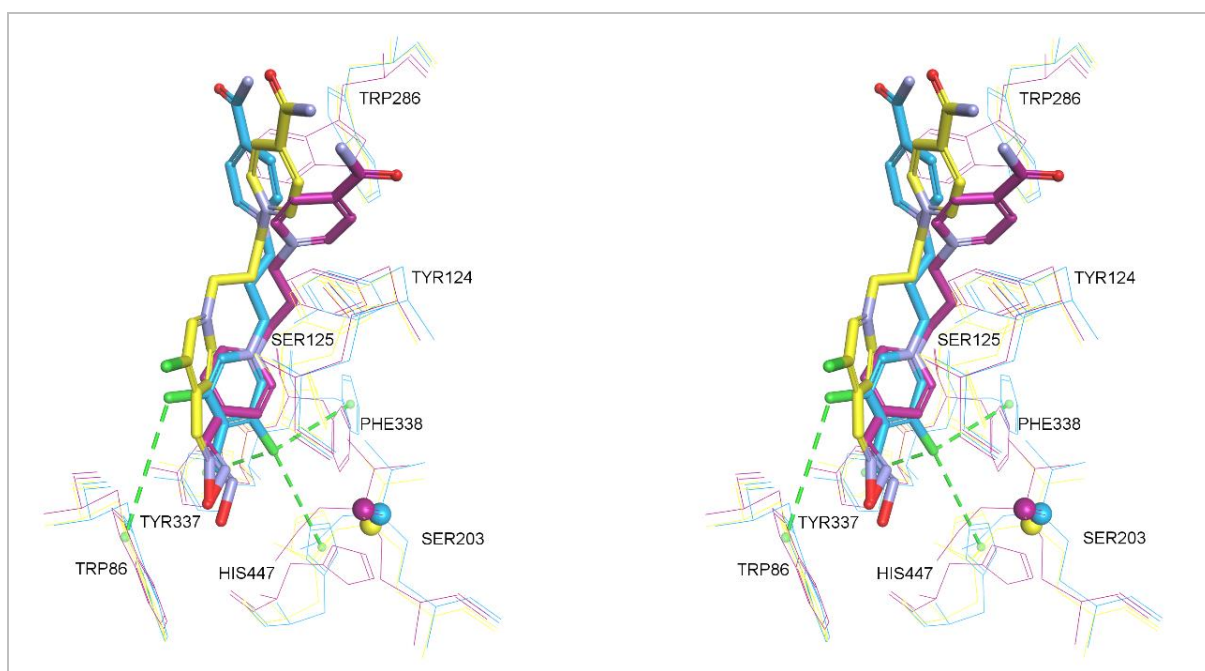 TRP286
TRP286
TYR124
TYR124
SER125
SER125
PHE338
PHE338
TYR337
TYR337
SER203
SER203
TRP86
HIS447
TRP86
HIS447